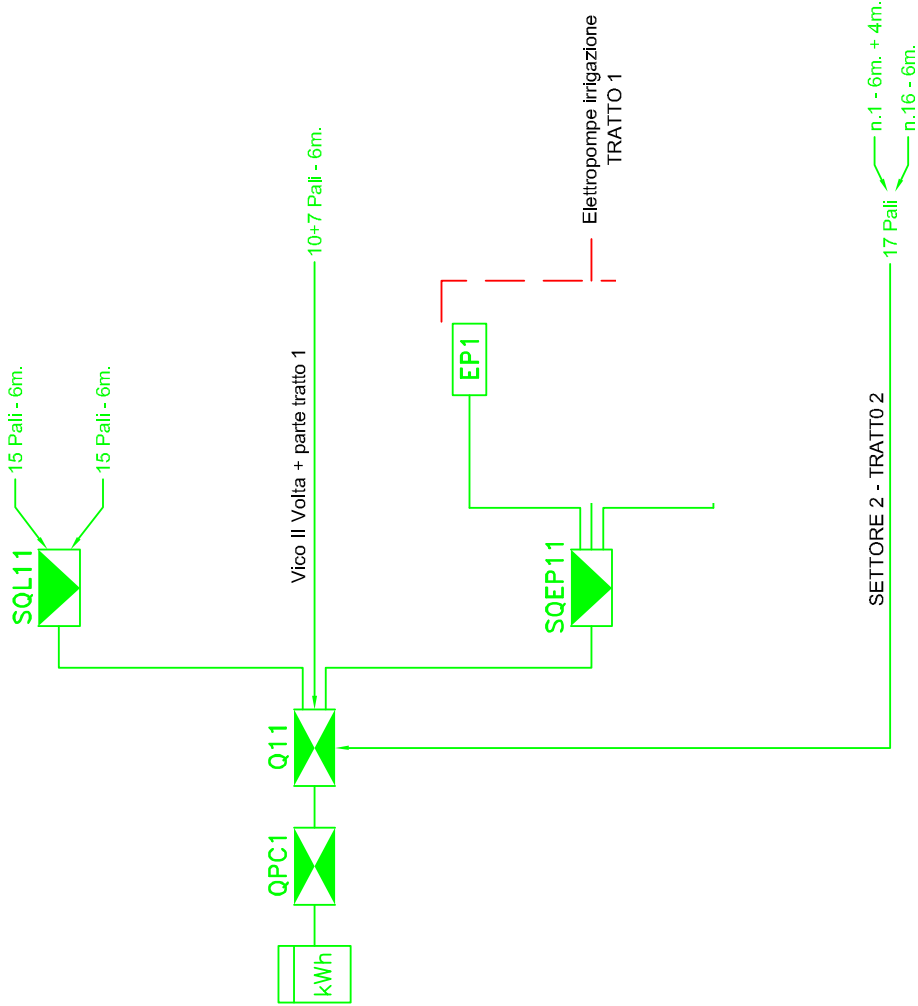 15 Pali - 6m.
15 Pali - 6m.
SQL11
10+7 Pali - 6m.
Vico II Volta + parte tratto 1
Q11
QPC1
kWh
EP1
Elettropompe irrigazione
TRATTO 1
SQEP11
SETTORE 2 - TRATTO 2
17 Pali
n.1 - 6m. + 4m.
n.16 - 6m.